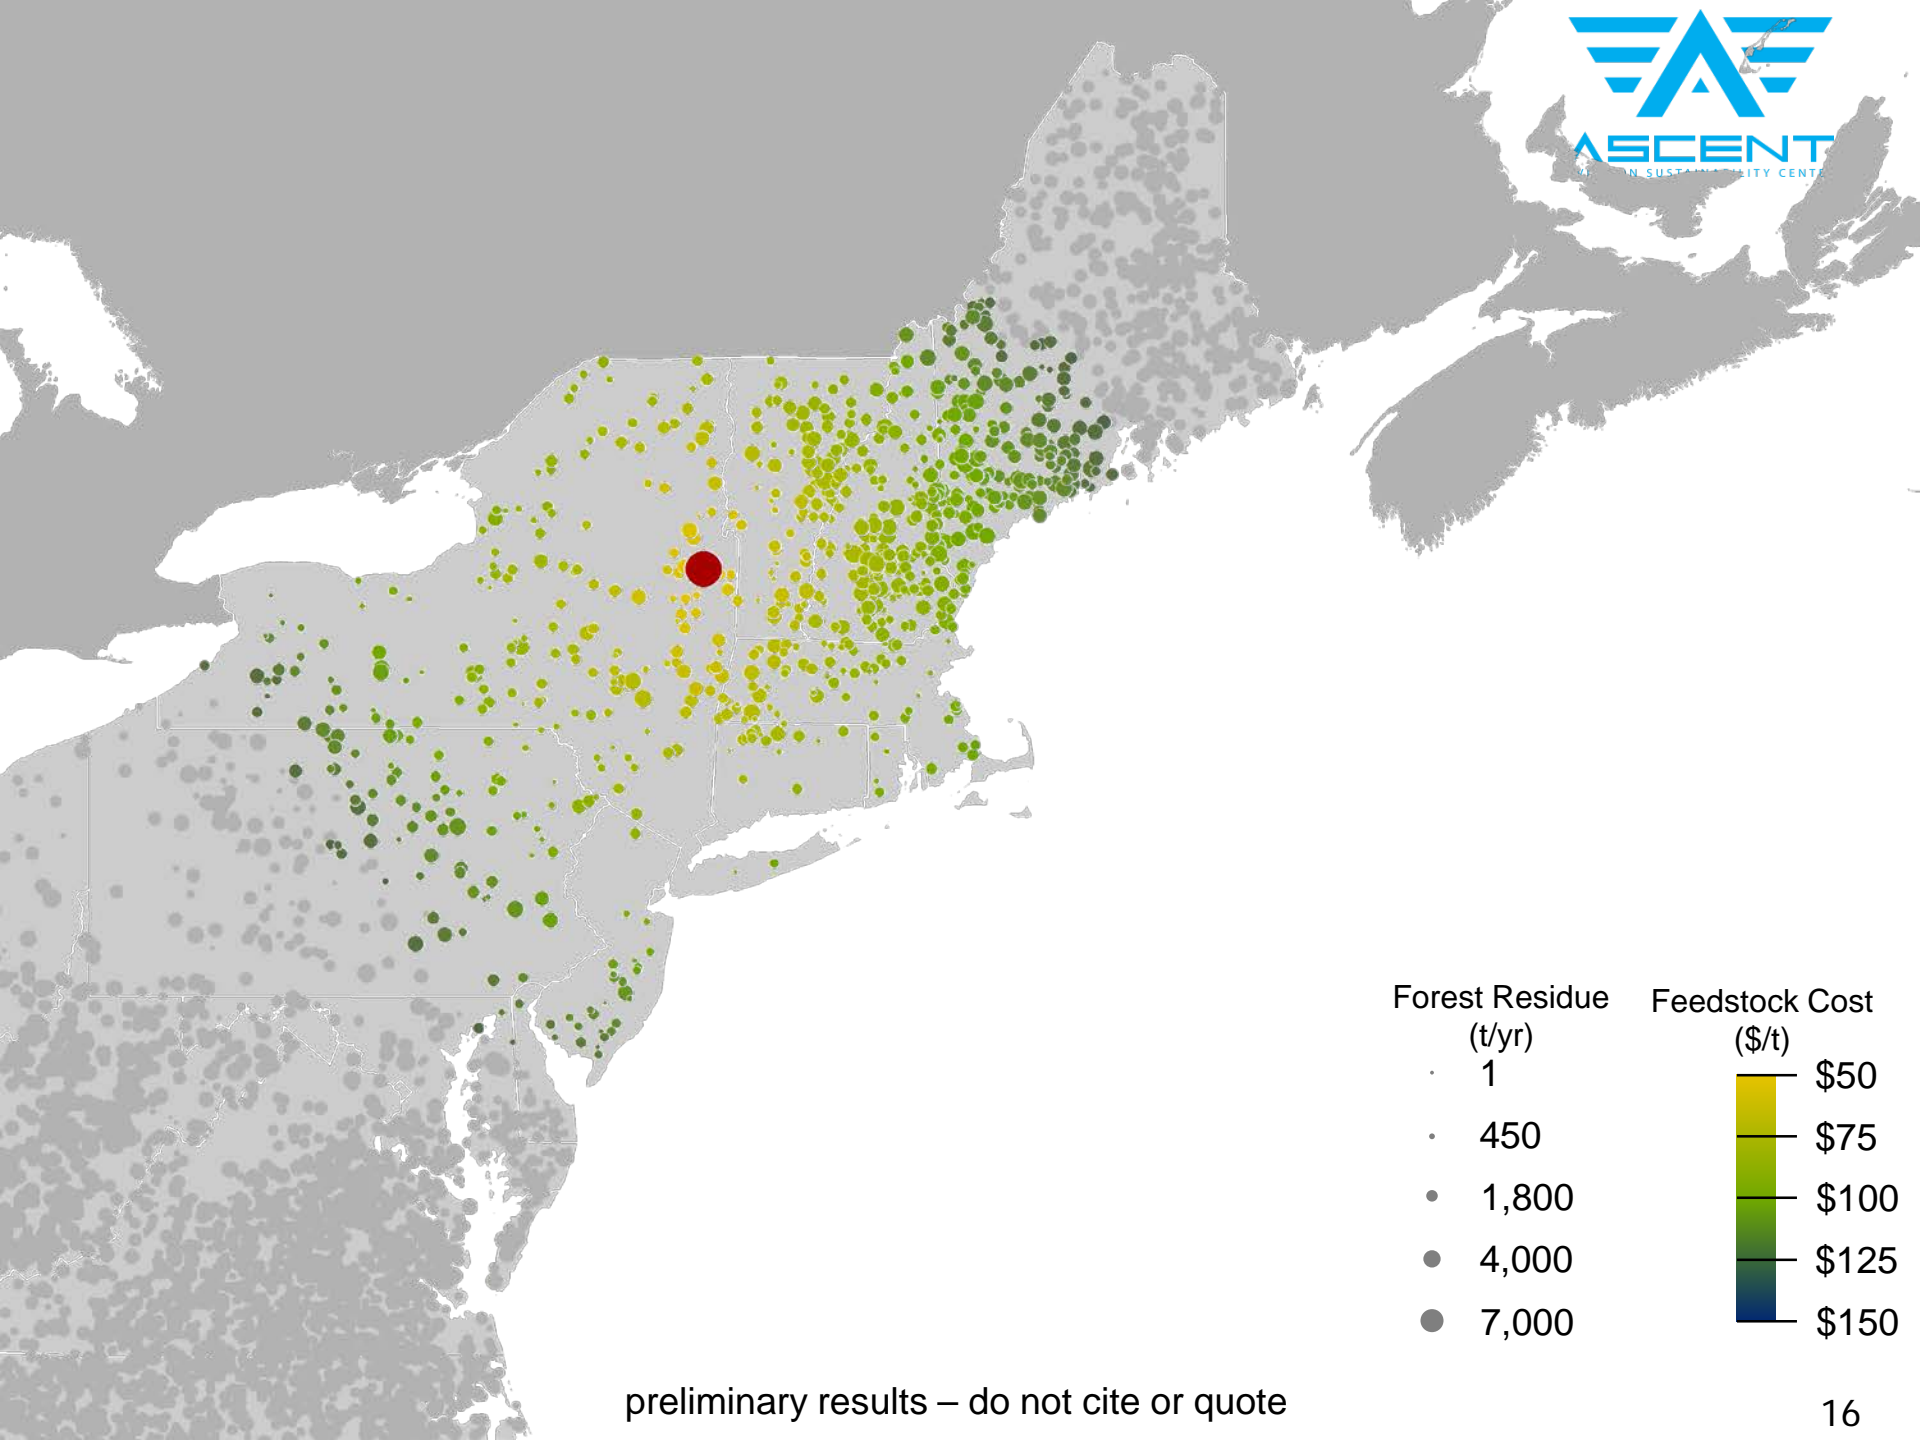 ASCENT
Forest Residue
(t/yr)
1
450
1,800
4,000
7,000
Feedstock Cost
($/t)
$50
$75
$100
$125
$150
preliminary results – do not cite or quote
16